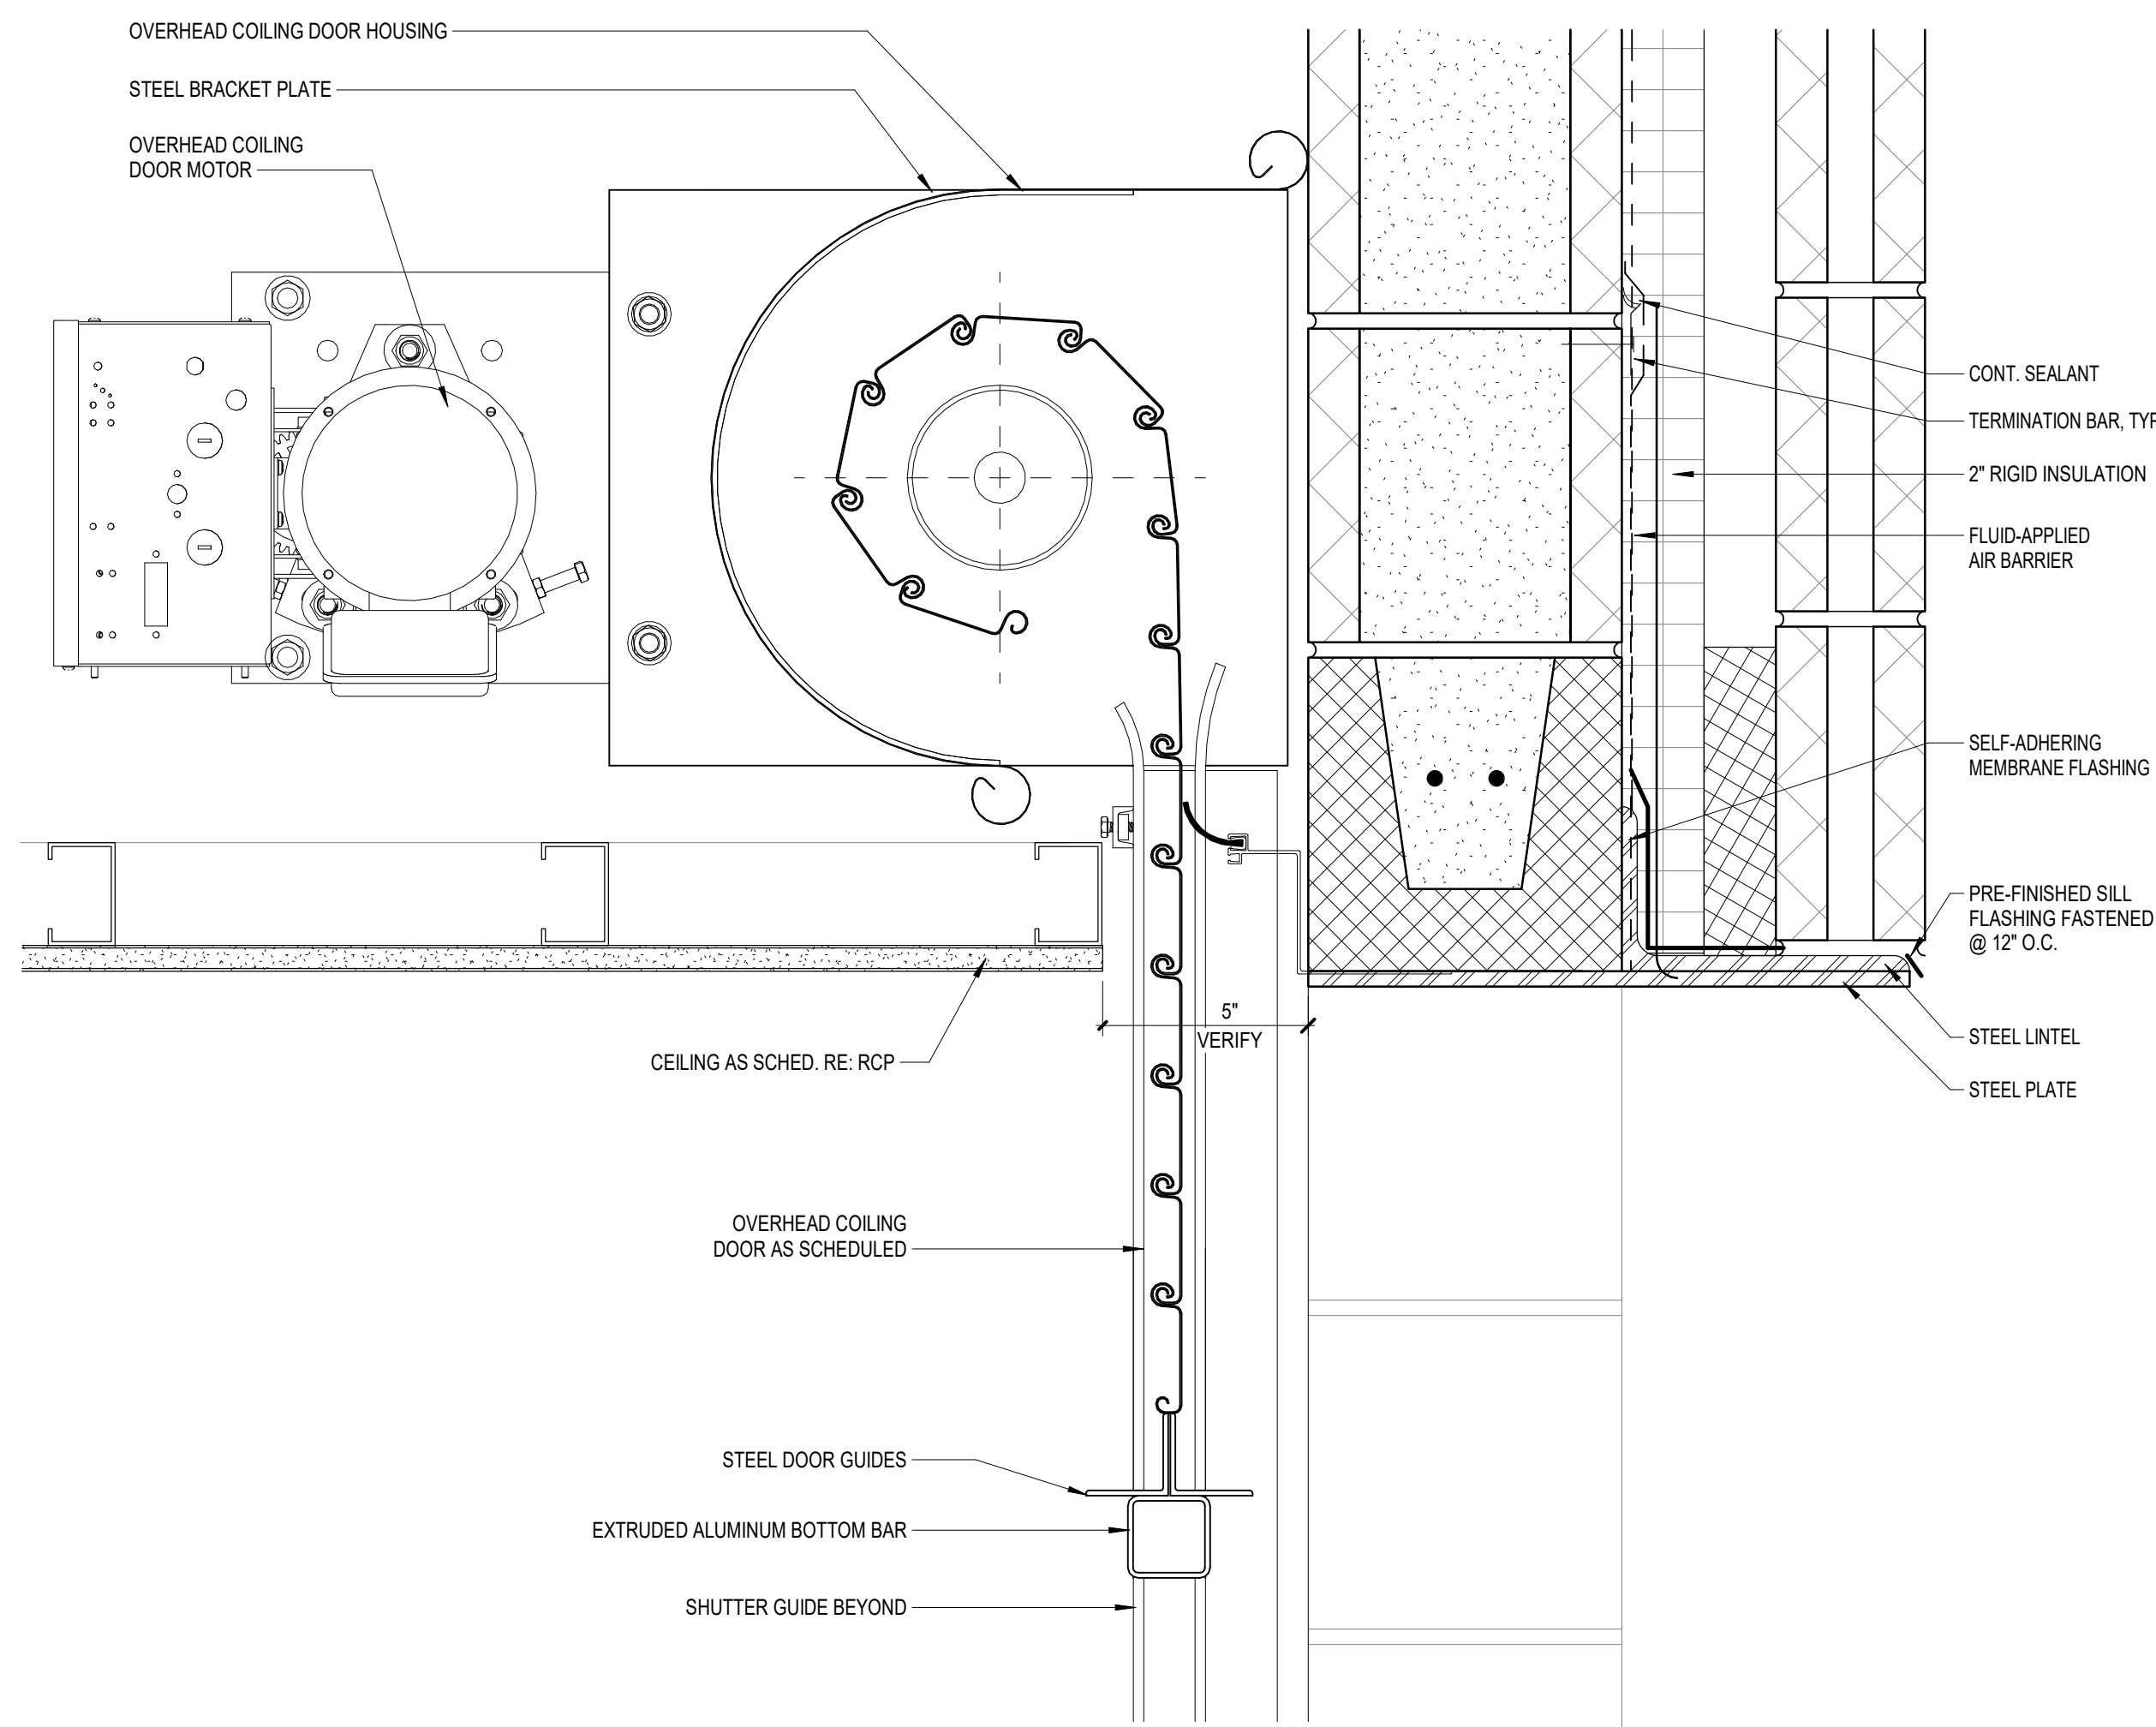 OVERHEAD COILING DOOR HOUSING
STEEL BRACKET PLATE
OVERHEAD COILING
DOOR MOTOR
CONT. SEALANT
TERMINATION BAR, TYP
2" RIGID INSULATION
FLUID-APPLIED
AIR BARRIER
SELF-ADHERING
MEMBRANE FLASHING
PRE-FINISHED SILL
FLASHING FASTENED
@ 12" O.C.
5"
VERIFY
STEEL LINTEL
CEILING AS SCHED. RE: RCP
STEEL PLATE
OVERHEAD COILING
DOOR AS SCHEDULED
STEEL DOOR GUIDES
EXTRUDED ALUMINUM BOTTOM BAR
SHUTTER GUIDE BEYOND